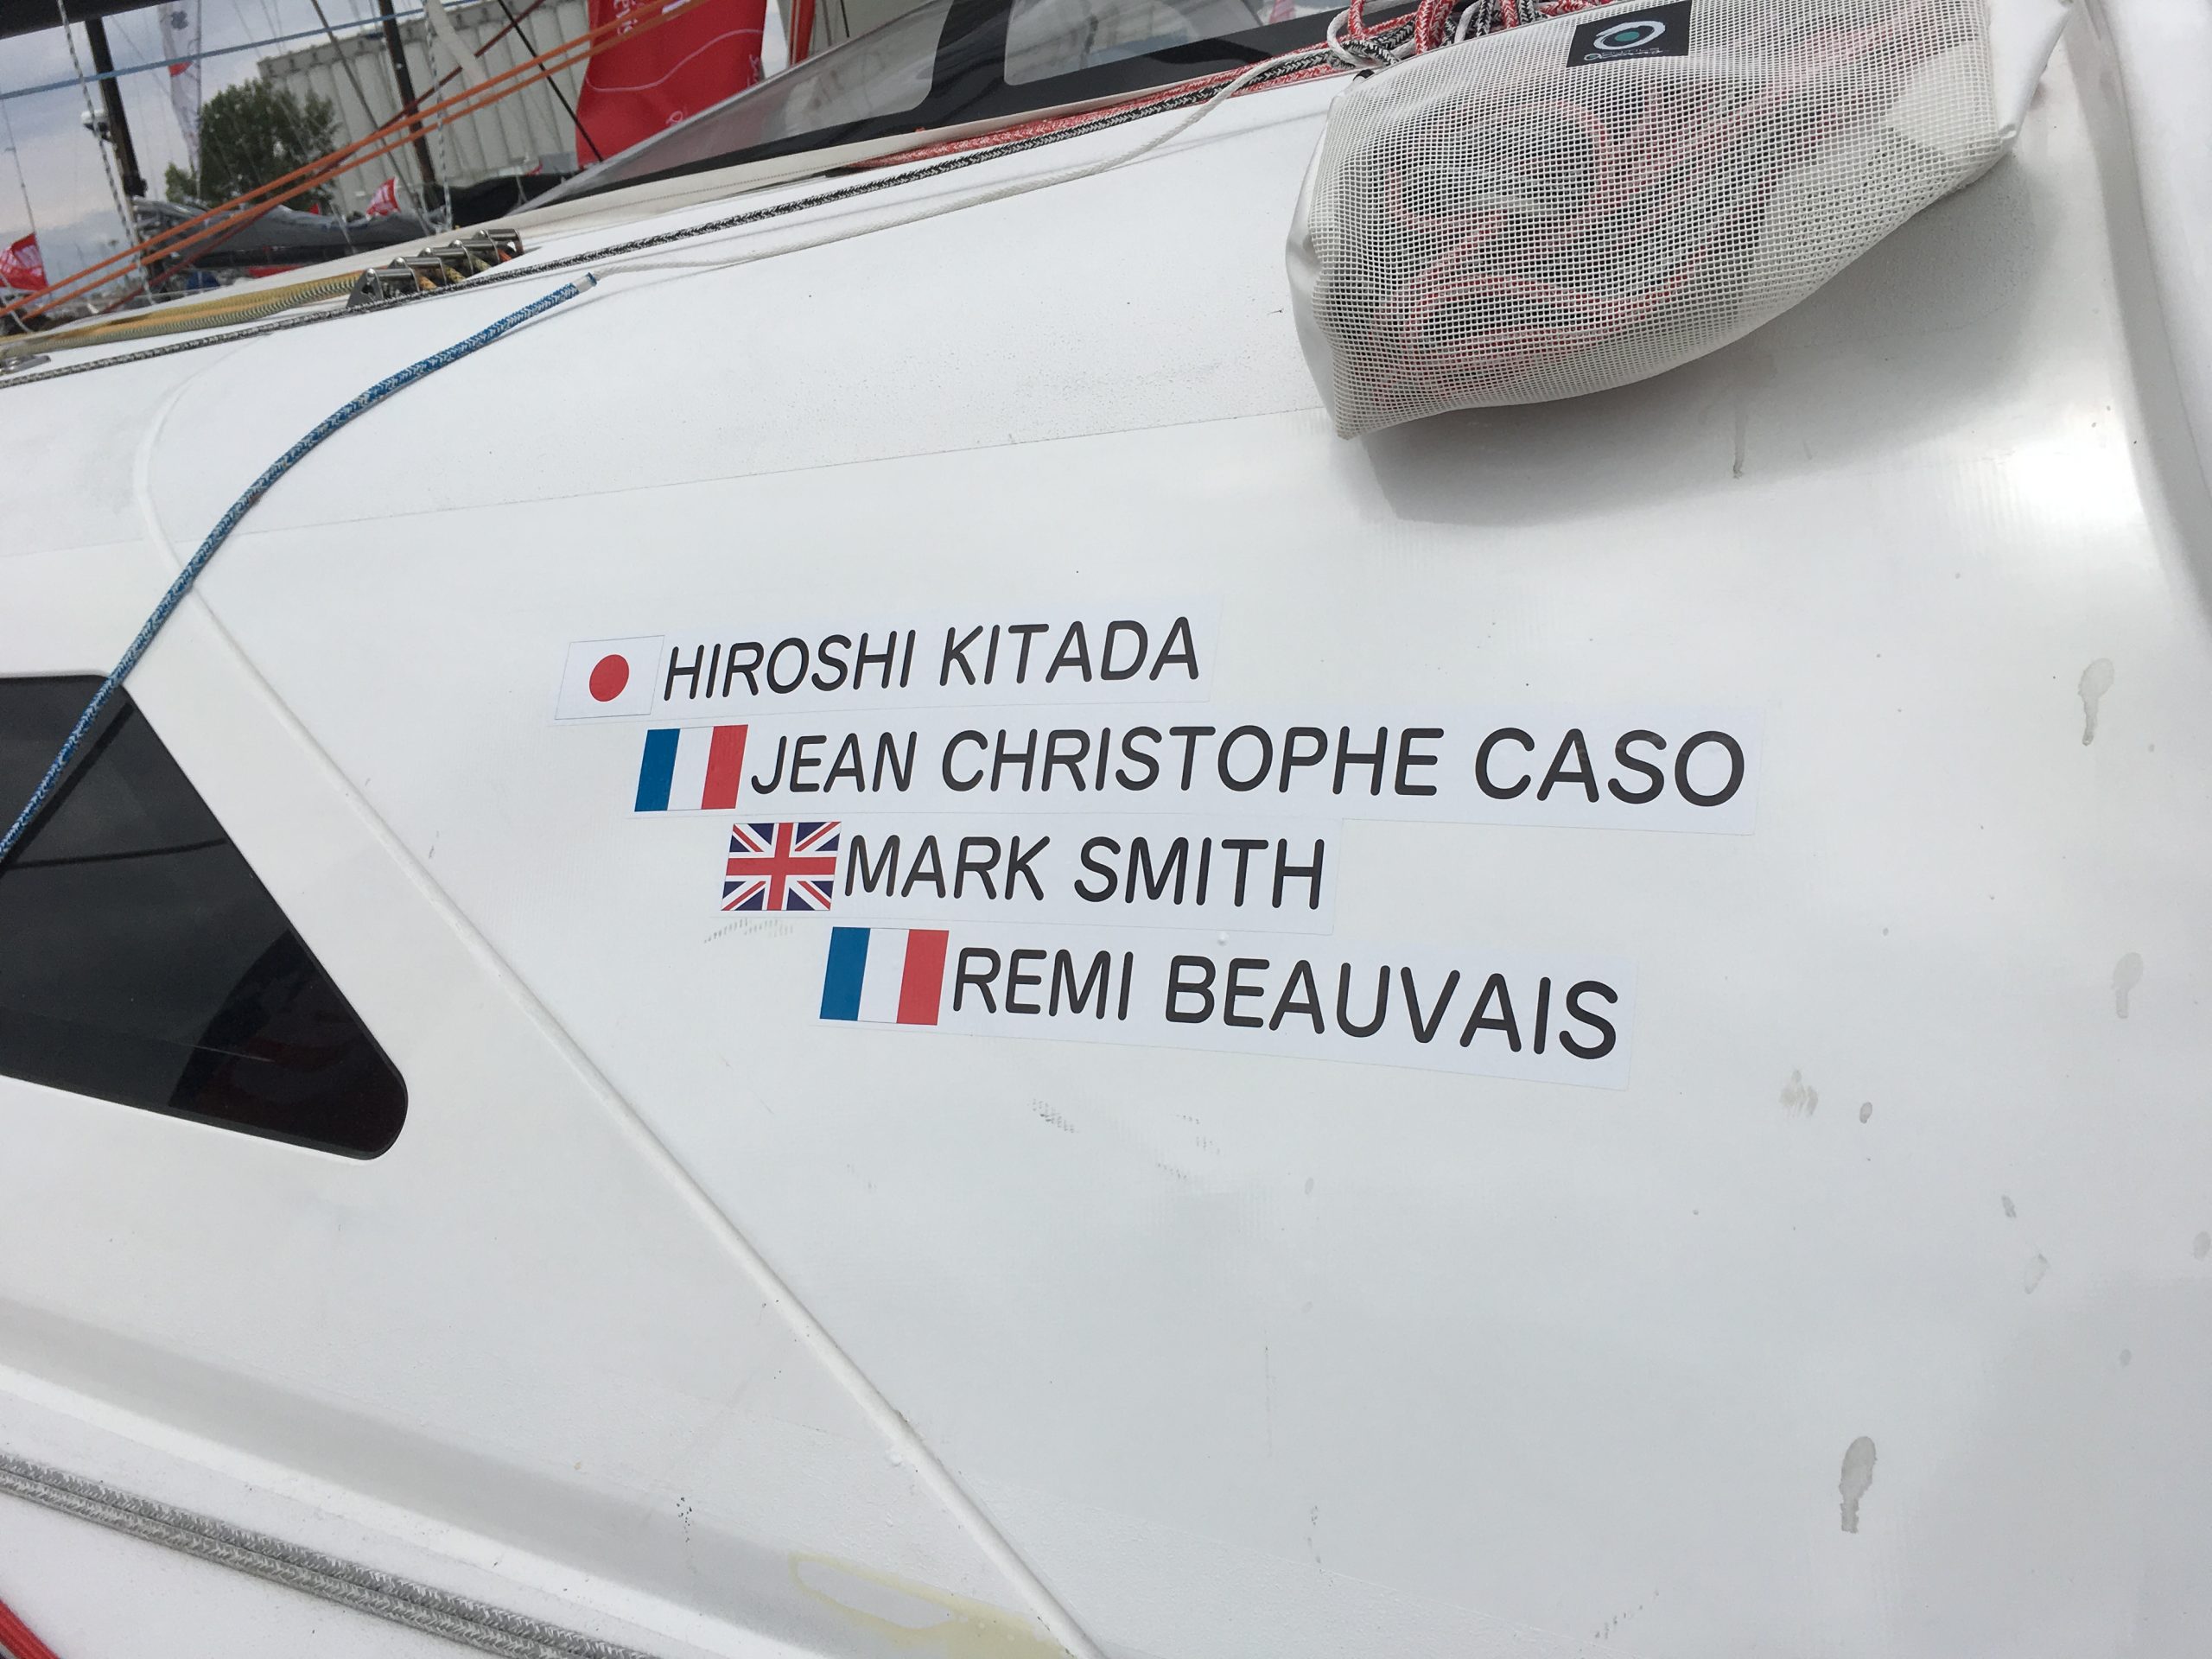 HIROSHI KITADA
JEAN CHRISTOPHE CASO
MARK SMITH
REMI BEAUVAIS